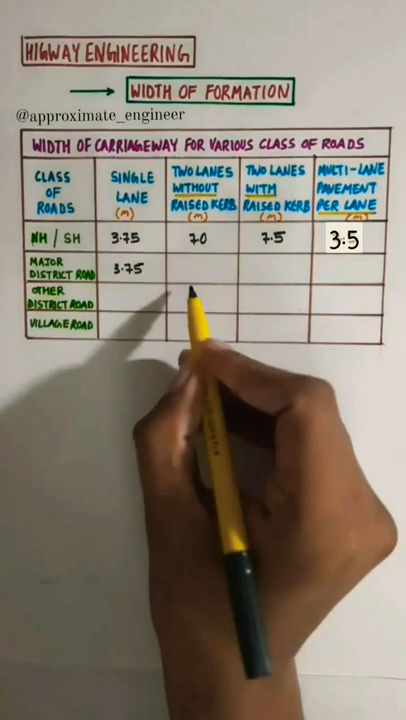 HIGWAY ENGINEERING
→ WIDTH OF FORMATION
@approximate_engineer
WIDTH OF CARRIAGEWAY FOR VARIOUS CLASS OF ROADS
CLASS OF ROADS
SINGLE LANE (m)
TWO LANES WITHOUT RAISED KERB (m)
TWO LANES WITH RAISED KERB (m)
MULTI-LANE PAVEMENT PER LANE (m)
NH / SH 3.75 7.0 7.5 3.5
MAJOR DISTRICT ROAD 3.75
OTHER DISTRICT ROAD
VILLAGE ROAD